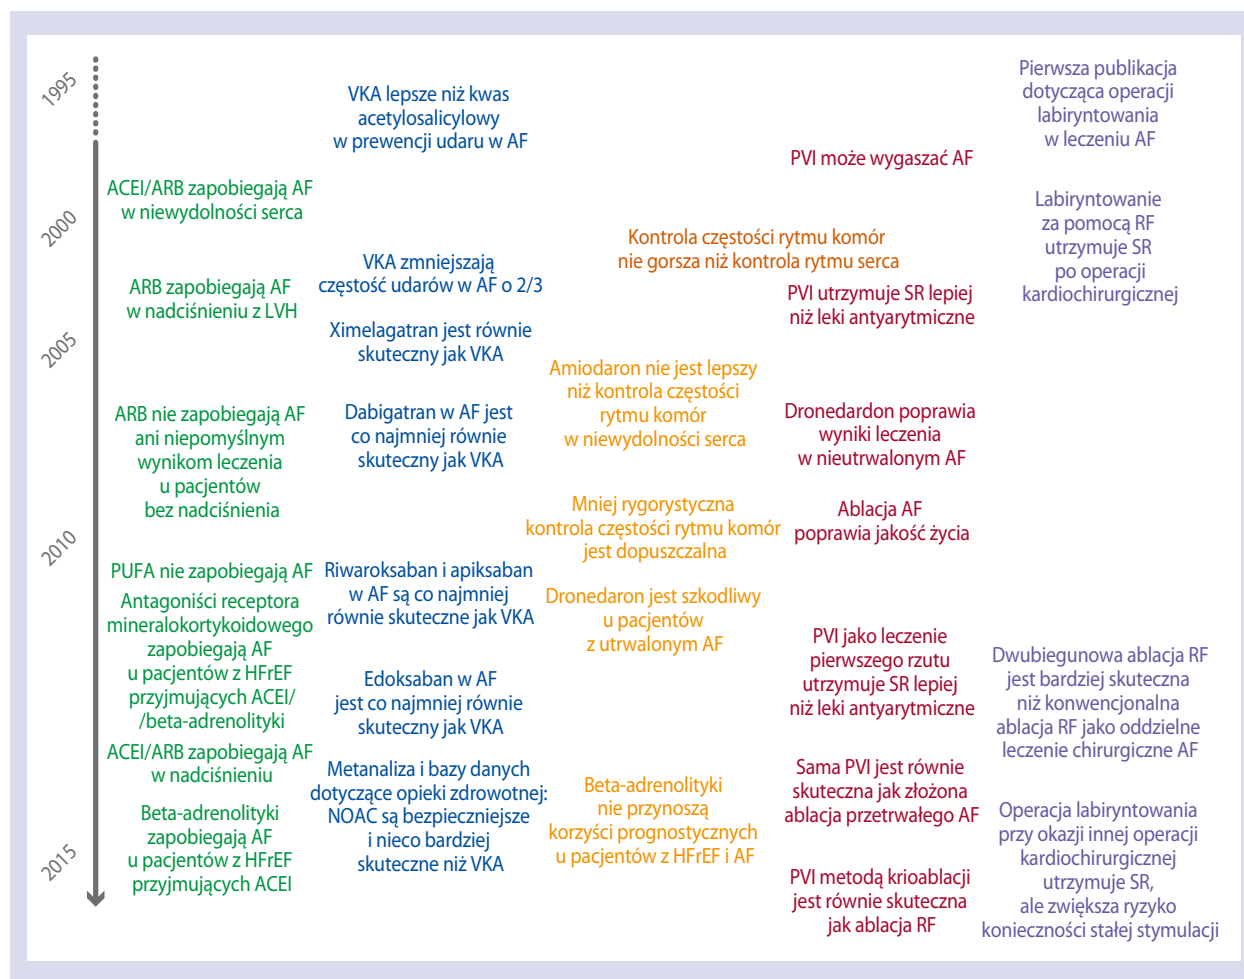 1995
2000
2005
2010
2015
ACEI/ARB zapobiegają AF
w niewydolności serca
ARB zapobiegają AF
w nadciśnieniu z LVH
ARB nie zapobiegają AF
ani niepomyślnym
wynikom leczenia
u pacjentów
bez nadciśnienia
PUFA nie zapobiegają AF
Antagoniści receptora
mineralokortykoidowego
zapobiegają AF
u pacjentów z HFrEF
przyjmujących ACEI/
/beta-adrenolityki
ACEI/ARB zapobiegają AF
w nadciśnieniu
Beta-adrenolityki
zapobiegają AF
u pacjentów z HFrEF
przyjmujących ACEI
VKA lepsze niż kwas
acetylosalicylowy
w prewencji udaru w AF
VKA zmniejszają
częstość udarów w AF o 2/3
Ximelagatran jest równie
skuteczny jak VKA
Dabigatran w AF jest
co najmniej równie
skuteczny jak VKA
Riwaroksaban i apiksaban
w AF są co najmniej
równie skuteczne jak VKA
Edoksaban w AF
jest co najmniej równie
skuteczny jak VKA
Metanaliza i bazy danych
dotyczące opieki zdrowotnej:
NOAC są bezpieczniejsze
i nieco bardziej
skuteczne niż VKA
Kontrola częstości rytmu komór
nie gorsza niż kontrola rytmu serca
Amiodaron nie jest lepszy
niż kontrola częstości
rytmu komór
w niewydolności serca
Mniej rygorystyczna
kontrola częstości rytmu komór
jest dopuszczalna
Dronedaron jest szkodliwy
u pacjentów
z utrwalonym AF
Beta-adrenolityki
nie przynoszą
korzyści prognostycznych
u pacjentów z HFrEF i AF
PVI może wygaszać AF
PVI utrzymuje SR lepiej
niż leki antyarytmiczne
Dronedardon poprawia
wyniki leczenia
w nieutrwalonym AF
Ablacja AF
poprawia jakość życia
PVI jako leczenie
pierwszego rzutu
utrzymuje SR lepiej
niż leki antyarytmiczne
Sama PVI jest równie
skuteczna jak złożona
ablacja przetrwałego AF
PVI metodą krioablacji
jest równie skuteczna
jak ablacja RF
Pierwsza publikacja
dotycząca operacji
labiryntowania
w leczeniu AF
Labiryntowanie
za pomocą RF
utrzymuje SR
po operacji
kardiochirurgicznej
Dwubiegunowa ablacja RF
jest bardziej skuteczna
niż konwencjonalna
ablacja RF jako oddzielne
leczenie chirurgiczne AF
Operacja labiryntowania
przy okazji innej operacji
kardiochirurgicznej
utrzymuje SR,
ale zwiększa ryzyko
konieczności stałej stymulacji